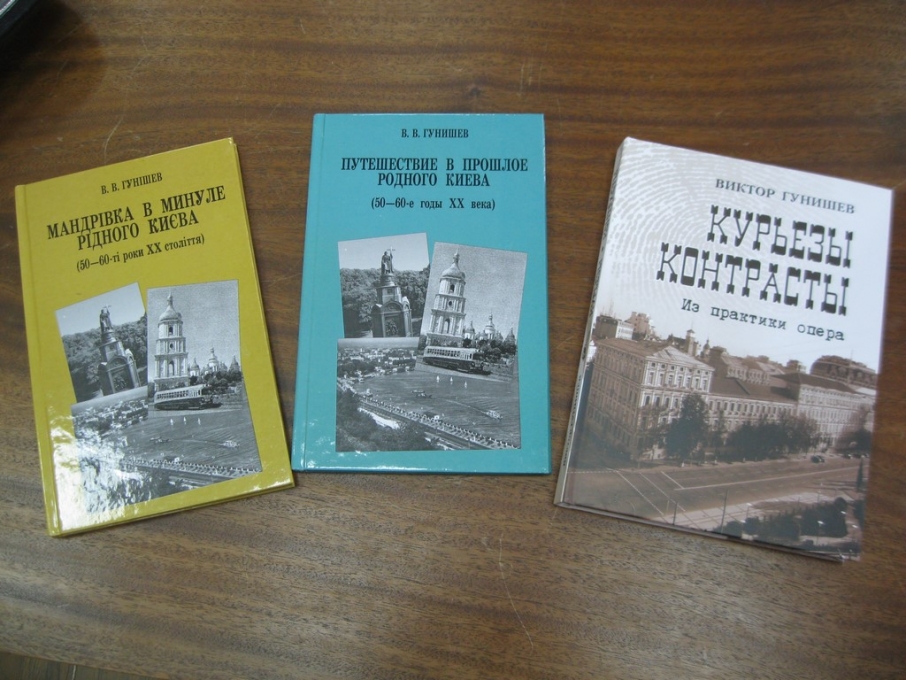 В. В. ГУНІШЕВ
МАНДРІВКА В МИНУЛЕ
РІДНОГО КИЄВА
(50—60-ті роки XX століття)
В. В. ГУНИШЕВ
ПУТЕШЕСТВИЕ В ПРОШЛОЕ
РОДНОГО КИЕВА
(50—60-е годы XX века)
ВИКТОР ГУНИШЕВ
КУРЬЕЗЫ
КОНТРАСТЫ
Из практики опера